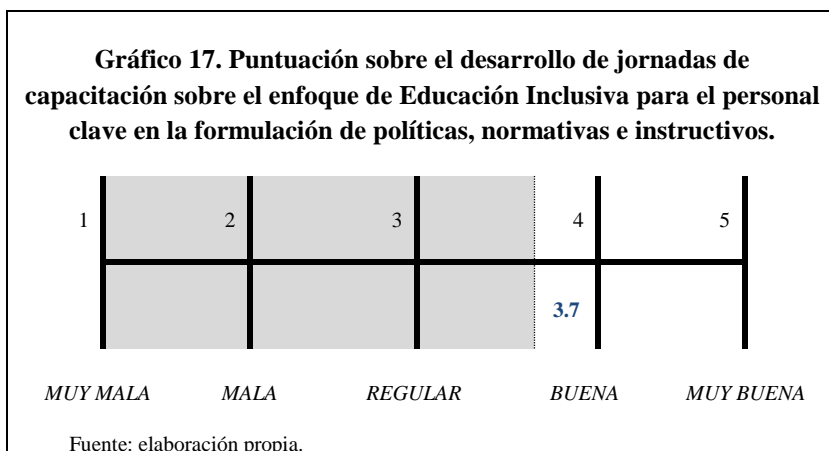 Gráfico 17. Puntuación sobre el desarrollo de jornadas de
capacitación sobre el enfoque de Educación Inclusiva para el personal
clave en la formulación de políticas, normativas e instructivos.
1 2 3 4 5
3.7
MUY MALA MALA REGULAR BUENA MUY BUENA
Fuente: elaboración propia.